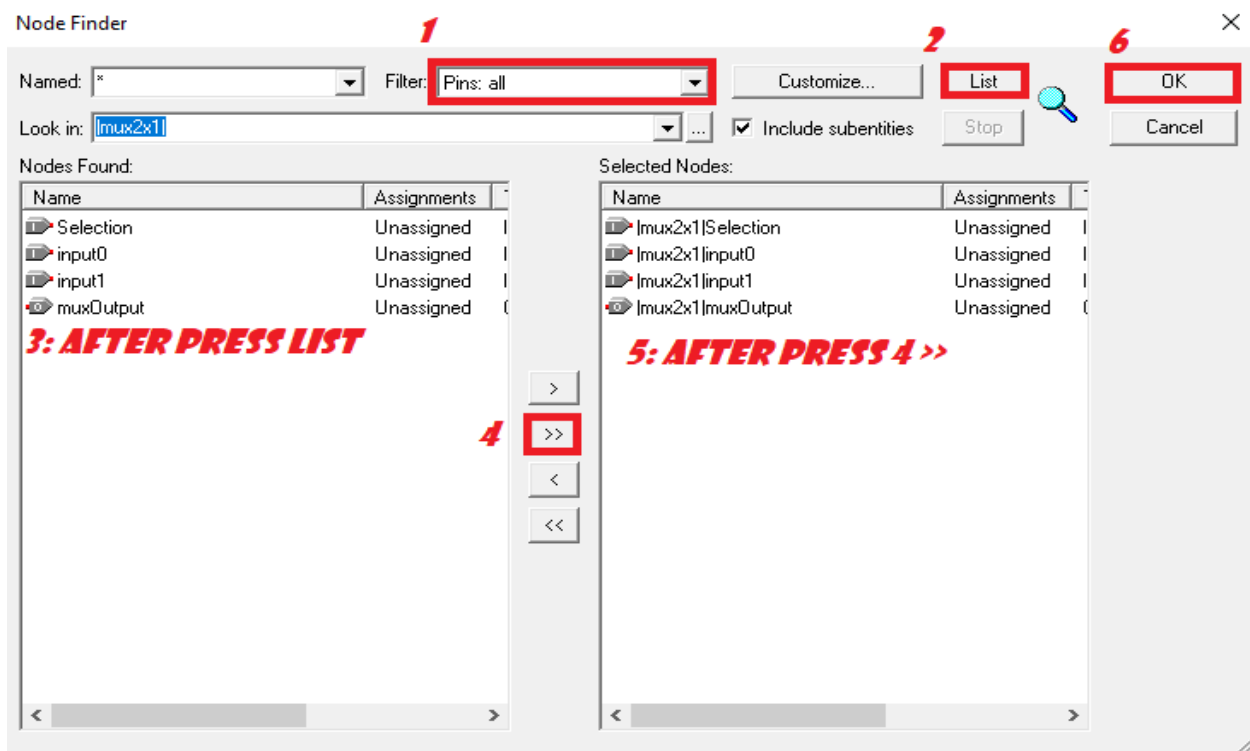 Node Finder
1
2
6
Named: *
Filter: Pins: all
Customize...
List
OK
Look in: |mux2x1|
...
Include subentities
Stop
Cancel
Nodes Found:
Selected Nodes:
Name Assignments
Name Assignments
Selection Unassigned
|mux2x1|Selection Unassigned
input0 Unassigned
|mux2x1|input0 Unassigned
input1 Unassigned
|mux2x1|input1 Unassigned
muxOutput Unassigned
|mux2x1|muxOutput Unassigned
3: AFTER PRESS LIST
5: AFTER PRESS 4 >>
>
4 >>
<
<<